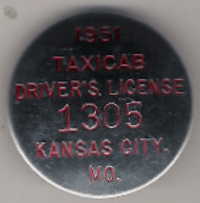 1951
TAXICAB
DRIVER'S. LICENSE
1305
KANSAS CITY,
MO.